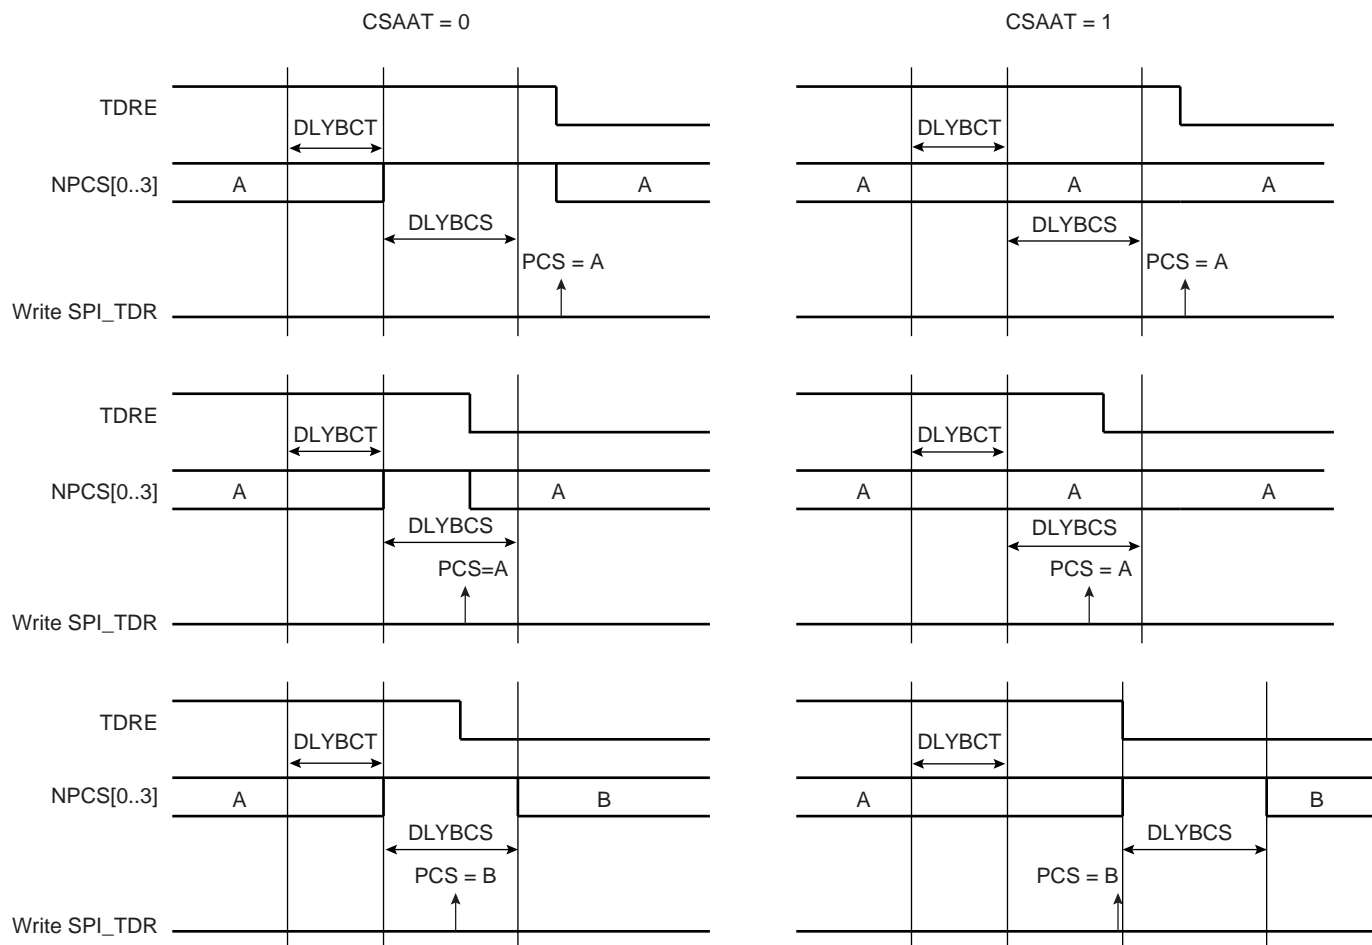 CSAAT = 0 CSAAT = 1
TDRE
DLYBCT DLYBCT
NPCS[0..3] A A A A A
DLYBCS DLYBCS
PCS = A PCS = A
Write SPI_TDR
TDRE
DLYBCT DLYBCT
NPCS[0..3] A A A A A
DLYBCS DLYBCS
PCS=A PCS = A
Write SPI_TDR
TDRE
DLYBCT DLYBCT
NPCS[0..3] A B A B
DLYBCS DLYBCS
PCS = B PCS = B
Write SPI_TDR